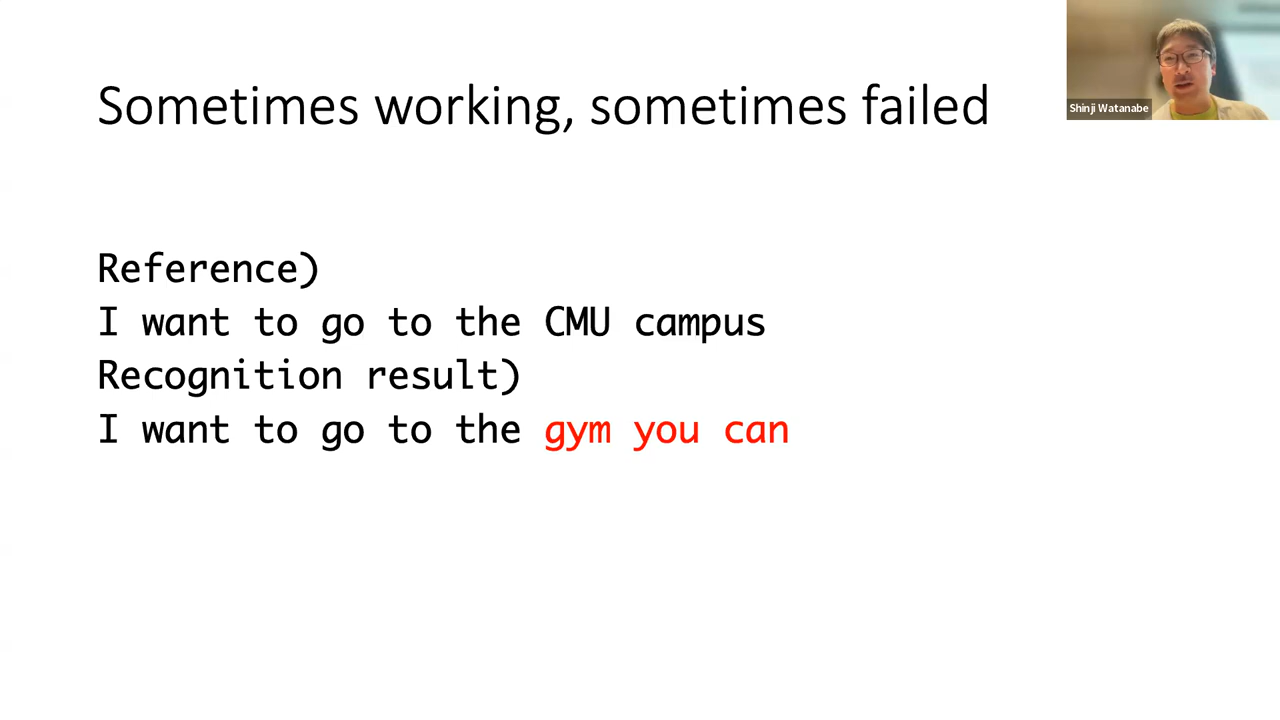 Sometimes working, sometimes failed
Shinji Watanabe
Reference)
I want to go to the CMU campus
Recognition result)
I want to go to the gym you can